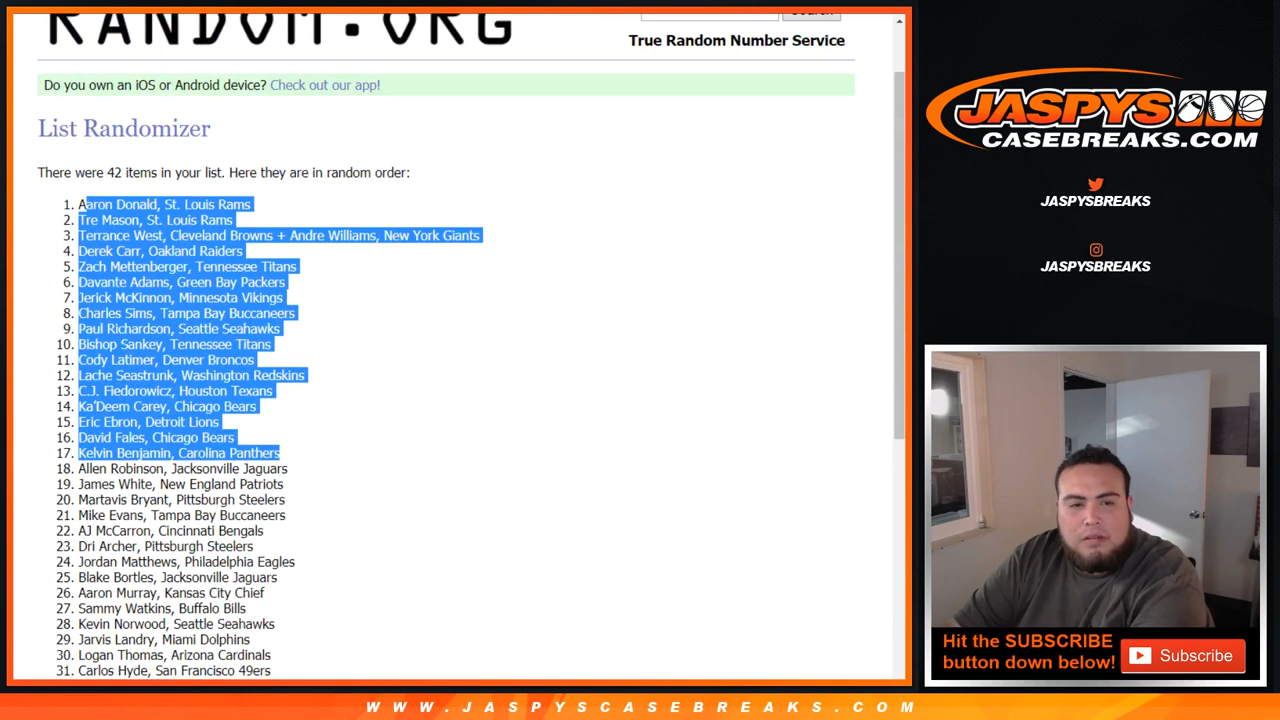 RANDOM.ORG
Search
True Random Number Service
Do you own an iOS or Android device? Check out our app!
List Randomizer
There were 42 items in your list. Here they are in random order:
1. Aaron Donald, St. Louis Rams
2. Tre Mason, St. Louis Rams
3. Terrance West, Cleveland Browns + Andre Williams, New York Giants
4. Derek Carr, Oakland Raiders
5. Zach Mettenberger, Tennessee Titans
6. Davante Adams, Green Bay Packers
7. Jerick McKinnon, Minnesota Vikings
8. Charles Sims, Tampa Bay Buccaneers
9. Paul Richardson, Seattle Seahawks
10. Bishop Sankey, Tennessee Titans
11. Cody Latimer, Denver Broncos
12. Lache Seastrunk, Washington Redskins
13. C.J. Fiedorowicz, Houston Texans
14. Ka'Deem Carey, Chicago Bears
15. Eric Ebron, Detroit Lions
16. David Fales, Chicago Bears
17. Kelvin Benjamin, Carolina Panthers
18. Allen Robinson, Jacksonville Jaguars
19. James White, New England Patriots
20. Martavis Bryant, Pittsburgh Steelers
21. Mike Evans, Tampa Bay Buccaneers
22. AJ McCarron, Cincinnati Bengals
23. Dri Archer, Pittsburgh Steelers
24. Jordan Matthews, Philadelphia Eagles
25. Blake Bortles, Jacksonville Jaguars
26. Aaron Murray, Kansas City Chief
27. Sammy Watkins, Buffalo Bills
28. Kevin Norwood, Seattle Seahawks
29. Jarvis Landry, Miami Dolphins
30. Logan Thomas, Arizona Cardinals
31. Carlos Hyde, San Francisco 49ers
JASPYS
CASEBREAKS.COM
JASPYSBREAKS
JASPYSBREAKS
Hit the SUBSCRIBE
button down below!
Subscribe
WWW.JASPYSCASEBREAKS.COM